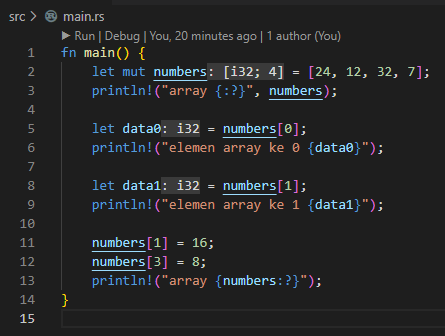 src > main.rs
Run | Debug | You, 20 minutes ago | 1 author (You)
1 fn main() {
2 let mut numbers: [i32; 4] = [24, 12, 32, 7];
3 println!("array {:?}", numbers);
4
5 let data0: i32 = numbers[0];
6 println!("elemen array ke 0 {data0}");
7
8 let data1: i32 = numbers[1];
9 println!("elemen array ke 1 {data1}");
10
11 numbers[1] = 16;
12 numbers[3] = 8;
13 println!("array {numbers:?}");
14 }
15